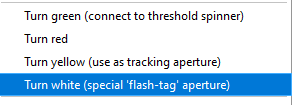 Turn green (connect to threshold spinner)
Turn red
Turn yellow (use as tracking aperture)
Turn white (special 'flash-tag' aperture)